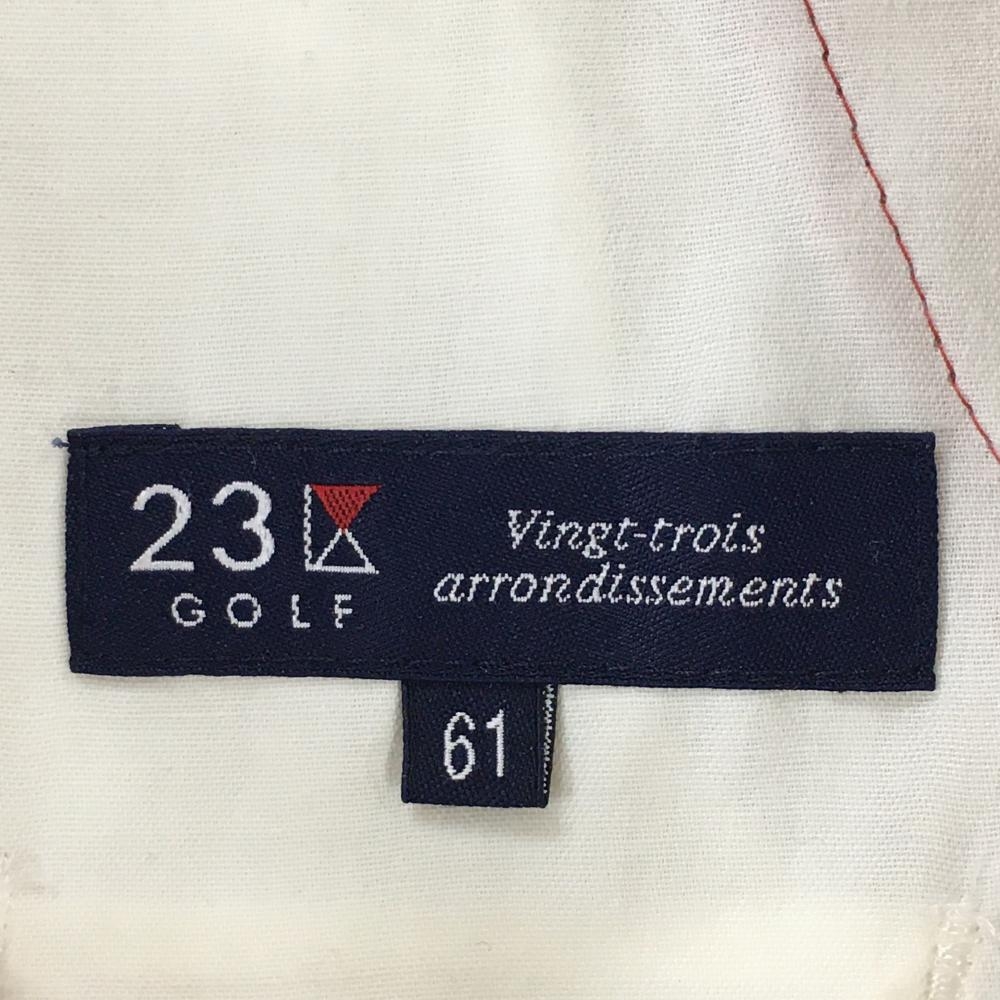 23
GOLF
Vingt-trois
arrondissements
61